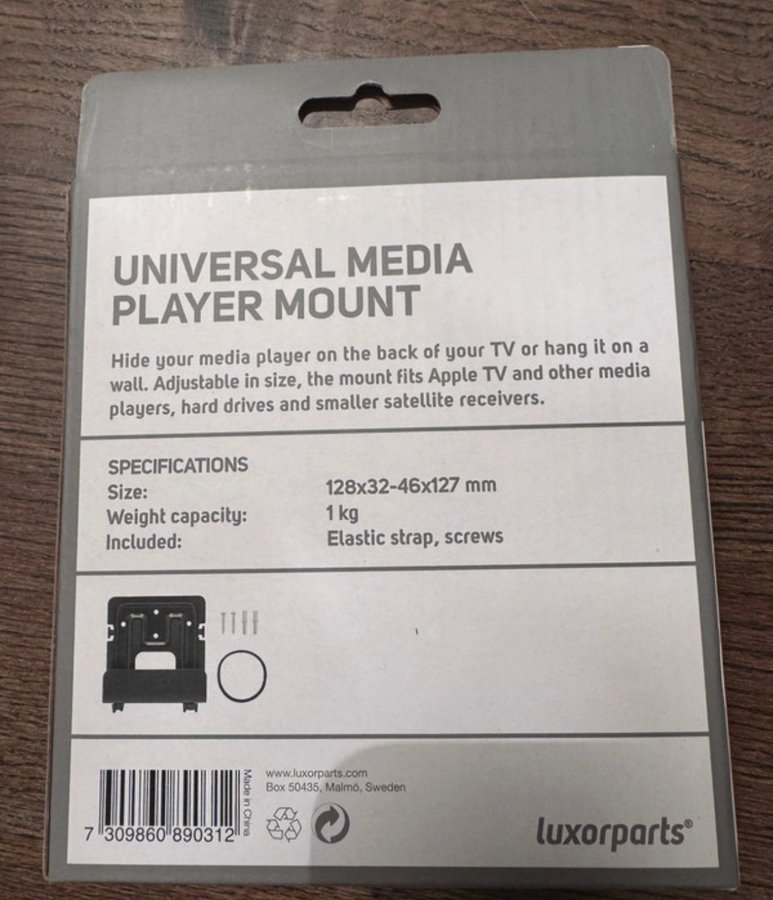 UNIVERSAL MEDIA
PLAYER MOUNT
Hide your media player on the back of your TV or hang it on a
wall. Adjustable in size, the mount fits Apple TV and other media
players, hard drives and smaller satellite receivers.
SPECIFICATIONS
Size: 128x32-46x127 mm
Weight capacity: 1 kg
Included: Elastic strap, screws
7 309860 890312
Made in China
www.luxorparts.com
Box 50435, Malmö, Sweden
luxorparts®